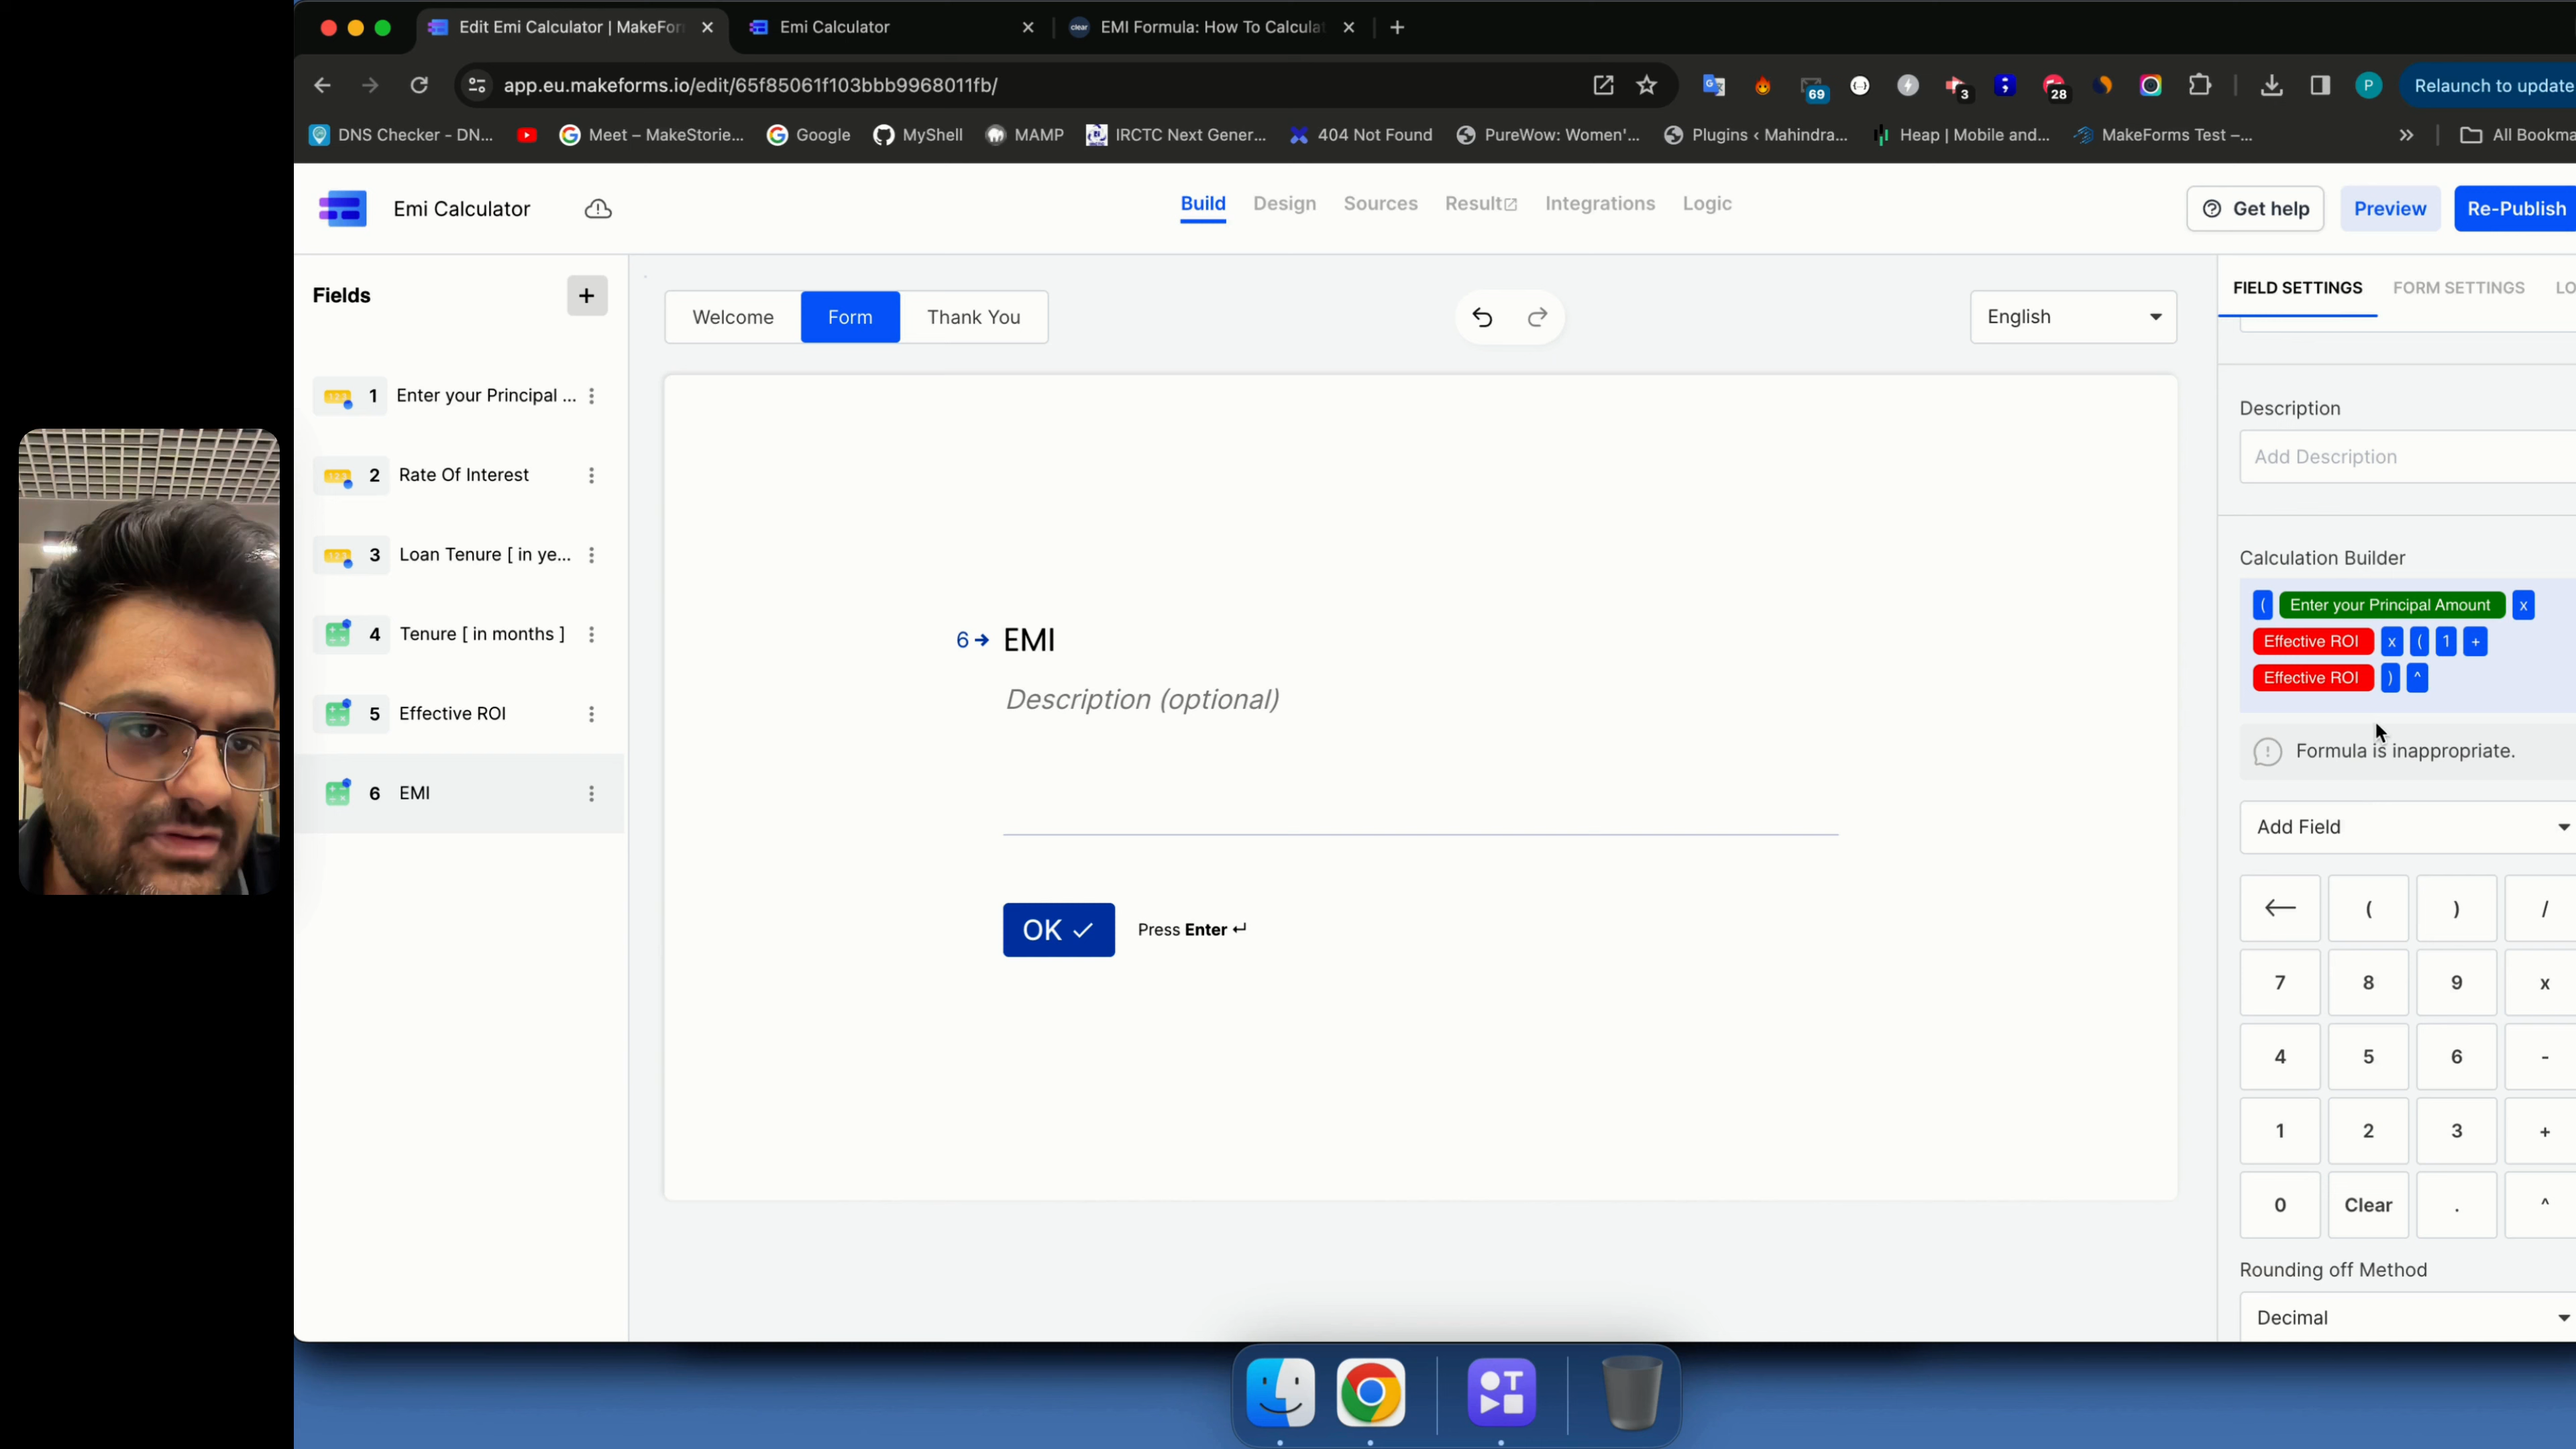 Edit Emi Calculator | MakeFor
Emi Calculator
clear
EMI Formula: How To Calculat
app.eu.makeforms.io/edit/65f85061f103bbb9968011fb/
69
3
28
P
Relaunch to update
DNS Checker - DN...
Meet – MakeStorie...
Google
MyShell
MAMP
IRCTC Next Gener...
404 Not Found
PureWow: Women'...
Plugins ‹ Mahindra...
Heap | Mobile and...
MakeForms Test –...
»
All Bookma
Emi Calculator
Build
Design
Sources
Result
Integrations
Logic
Get help
Preview
Re-Publish
Fields
+
Welcome
Form
Thank You
English
FIELD SETTINGS
FORM SETTINGS
LO
1 Enter your Principal ...
2 Rate Of Interest
3 Loan Tenure [ in ye...
4 Tenure [ in months ]
5 Effective ROI
6 EMI
6 → EMI
Description (optional)
OK ✓
Press Enter ↵
Description
Add Description
Calculation Builder
( Enter your Principal Amount x
Effective ROI x ( 1 +
Effective ROI ) ^
Formula is inappropriate.
Add Field
← ( ) /
7 8 9 x
4 5 6 -
1 2 3 +
0 Clear . ^
Rounding off Method
Decimal